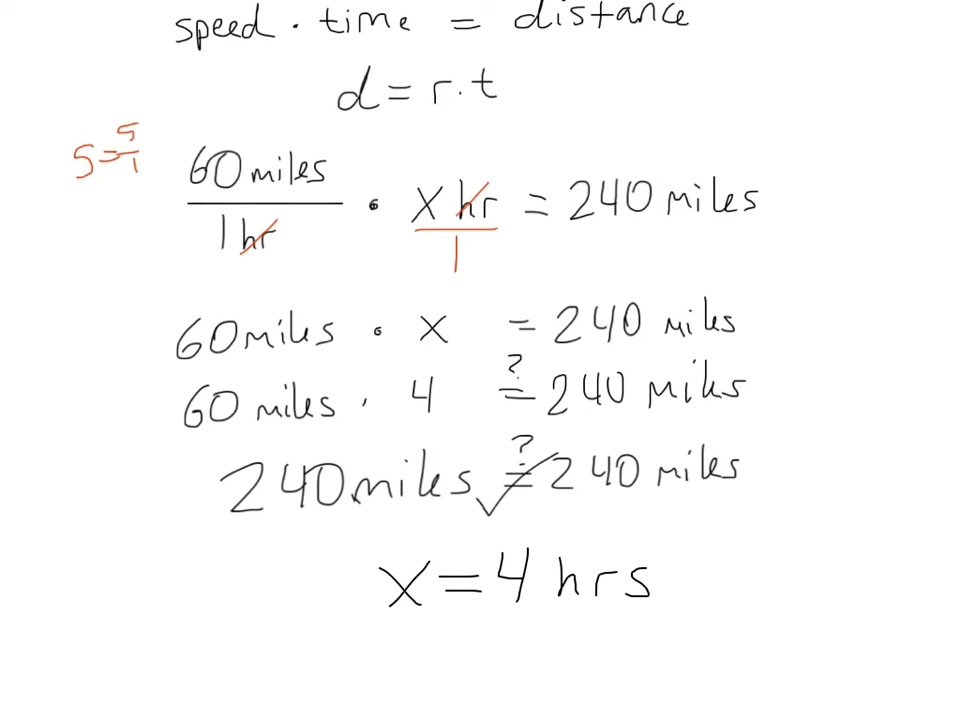 speed · time = distance
d = r · t
5 = 5/1
60 miles / 1 hr · x hr / 1 = 240 miles
60 miles · x = 240 miles
60 miles · 4 ≟ 240 miles
240 miles ≟ 240 miles ✓
x = 4 hrs